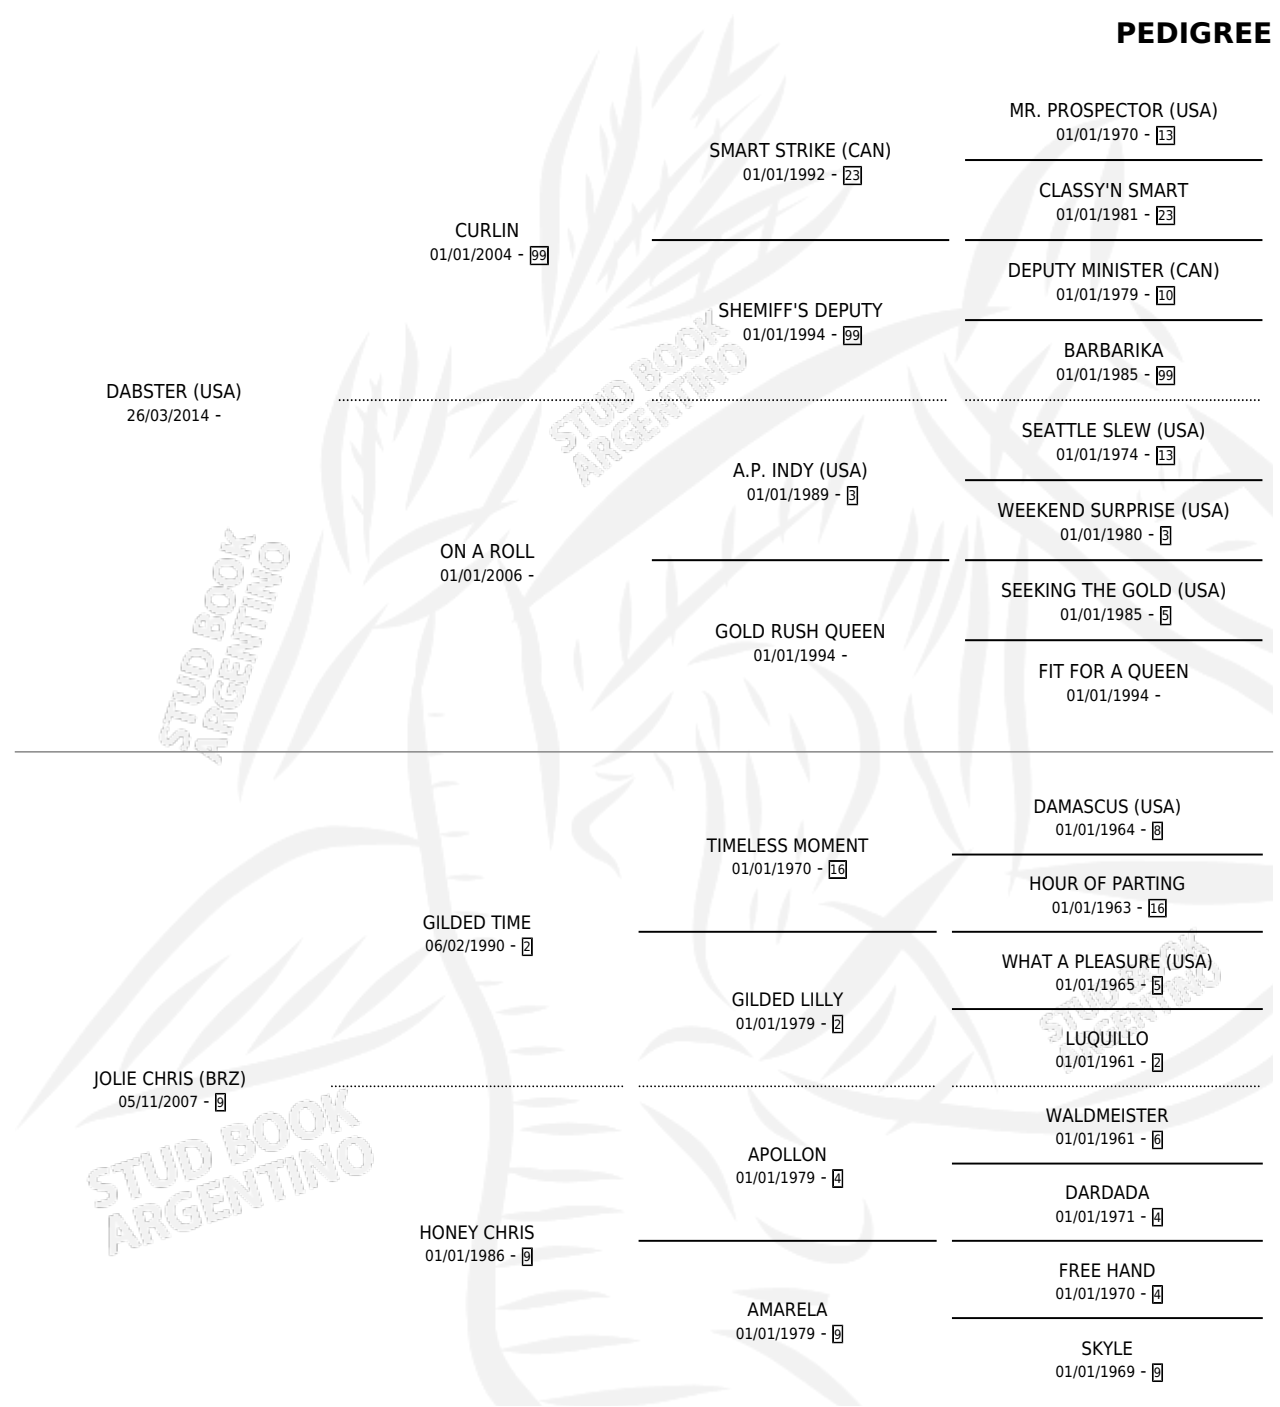 PEDIGREE
MR. PROSPECTOR (USA)
01/01/1970 - 13
SMART STRIKE (CAN)
01/01/1992 - 23
CLASSY'N SMART
01/01/1981 - 23
CURLIN
01/01/2004 - 99
DEPUTY MINISTER (CAN)
01/01/1979 - 10
SHEMIFF'S DEPUTY
01/01/1994 - 99
BARBARIKA
01/01/1985 - 99
DABSTER (USA)
26/03/2014 -
STUD BOOK
ARGENTINO
SEATTLE SLEW (USA)
01/01/1974 - 13
A.P. INDY (USA)
01/01/1989 - 3
WEEKEND SURPRISE (USA)
01/01/1980 - 3
ON A ROLL
01/01/2006 -
SEEKING THE GOLD (USA)
01/01/1985 - 5
GOLD RUSH QUEEN
01/01/1994 -
FIT FOR A QUEEN
01/01/1994 -
STUD BOOK
ARGENTINO
DAMASCUS (USA)
01/01/1964 - 8
TIMELESS MOMENT
01/01/1970 - 16
HOUR OF PARTING
01/01/1963 - 16
GILDED TIME
06/02/1990 - 2
WHAT A PLEASURE (USA)
01/01/1965 - 5
GILDED LILLY
01/01/1979 - 2
STUD BOOK
ARGENTINO
LUQUILLO
01/01/1961 - 2
JOLIE CHRIS (BRZ)
05/11/2007 - 9
WALDMEISTER
01/01/1961 - 6
APOLLON
01/01/1979 - 4
DARDADA
01/01/1971 - 4
STUD BOOK
ARGENTINO
HONEY CHRIS
01/01/1986 - 9
FREE HAND
01/01/1970 - 4
AMARELA
01/01/1979 - 9
SKYLE
01/01/1969 - 9